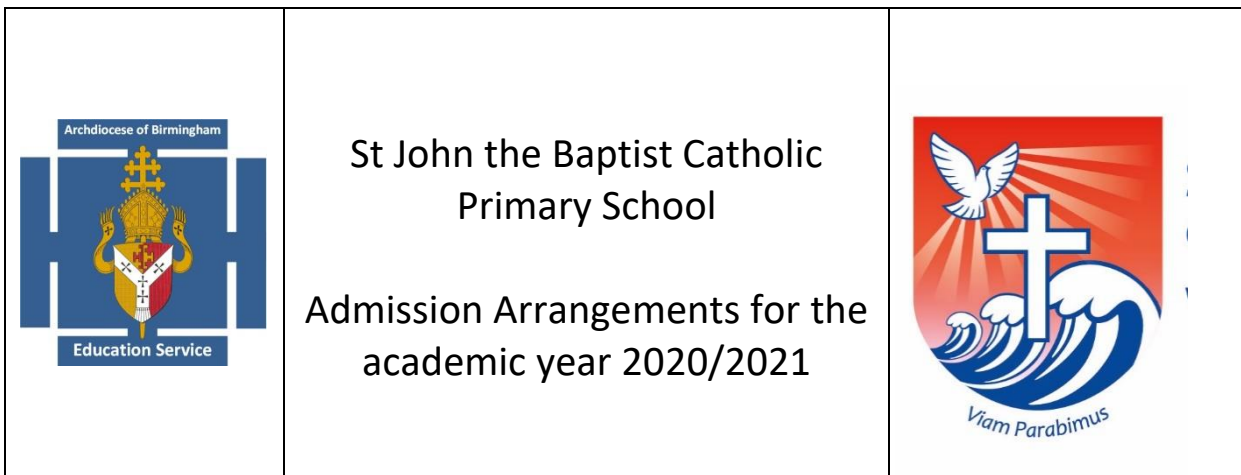 Archdiocese of Birmingham
Education Service
St John the Baptist Catholic
Primary School
Admission Arrangements for the
academic year 2020/2021
Viam Parabimus